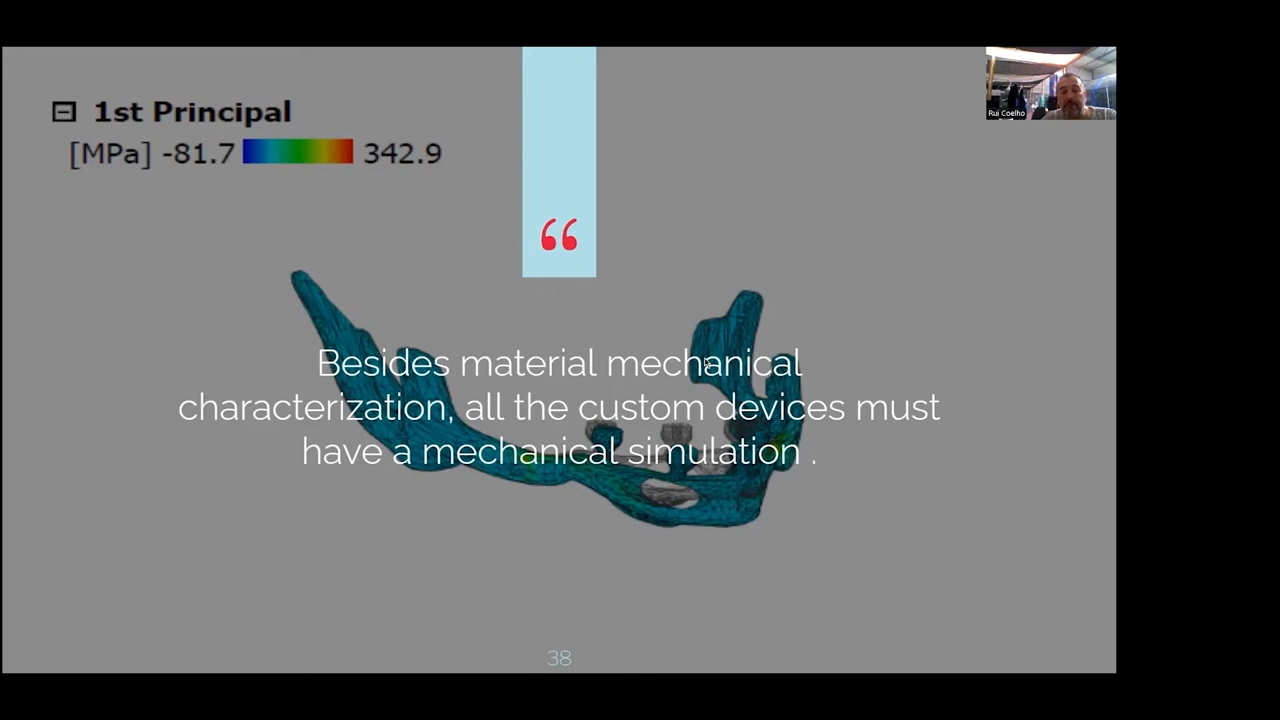 1st Principal
[MPa] -81.7 342.9
Rui Coelho
“
Besides material mechanical
characterization, all the custom devices must
have a mechanical simulation .
38